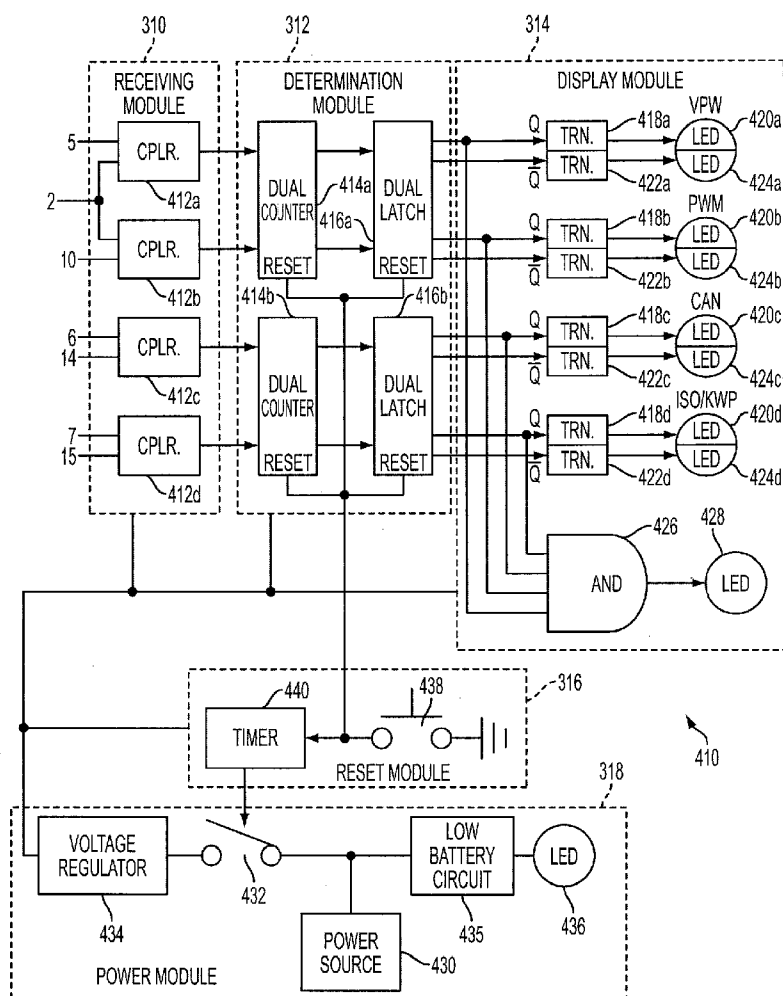 310
312
314
RECEIVING
MODULE
DETERMINATION
MODULE
DISPLAY MODULE
VPW
5
CPLR.
412a
2
CPLR.
10
412b
6
CPLR.
14
412c
7
CPLR.
15
412d
DUAL
COUNTER
414a
RESET
416a
DUAL
LATCH
RESET
414b
416b
DUAL
COUNTER
RESET
DUAL
LATCH
RESET
Q
TRN.
418a
LED
420a
Q̅
TRN.
422a
LED
424a
PWM
Q
TRN.
418b
LED
420b
Q̅
TRN.
422b
LED
424b
CAN
Q
TRN.
418c
LED
420c
Q̅
TRN.
422c
LED
424c
ISO/KWP
Q
TRN.
418d
LED
420d
Q̅
TRN.
422d
LED
424d
426
428
AND
LED
440
438
316
TIMER
RESET MODULE
410
318
VOLTAGE
REGULATOR
434
432
LOW
BATTERY
CIRCUIT
435
LED
436
POWER
SOURCE
430
POWER MODULE